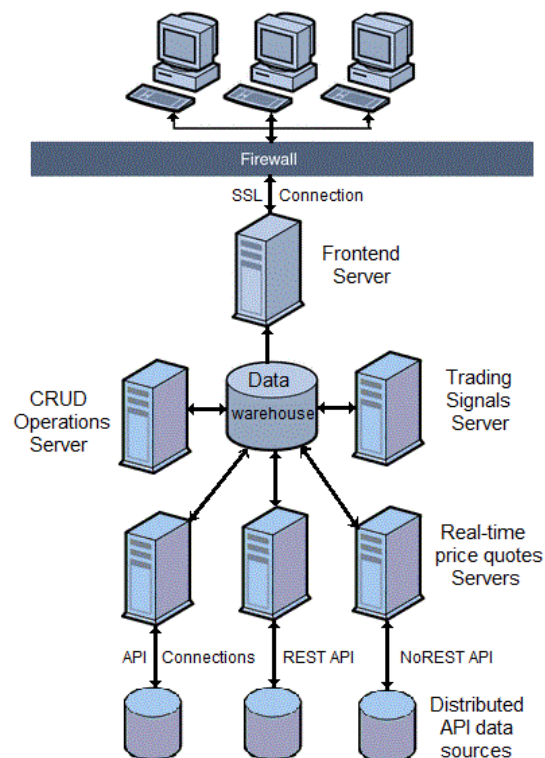 Firewall
SSL Connection
Frontend
Server
Data
warehouse
CRUD
Operations
Server
Trading
Signals
Server
Real-time
price quotes
Servers
API Connections
REST API
NoREST API
Distributed
API data
sources